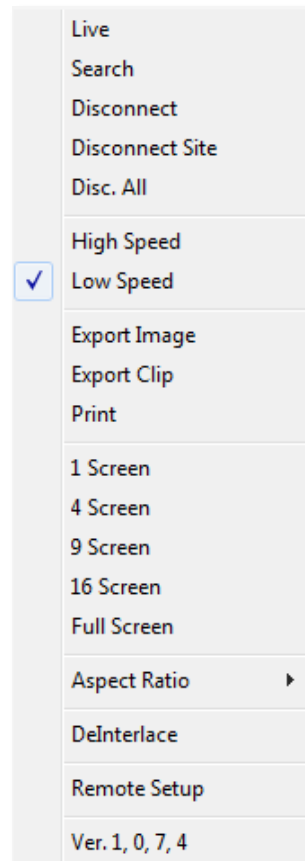 Live
Search
Disconnect
Disconnect Site
Disc. All
High Speed
Low Speed
Export Image
Export Clip
Print
1 Screen
4 Screen
9 Screen
16 Screen
Full Screen
Aspect Ratio
DeInterlace
Remote Setup
Ver. 1, 0, 7, 4